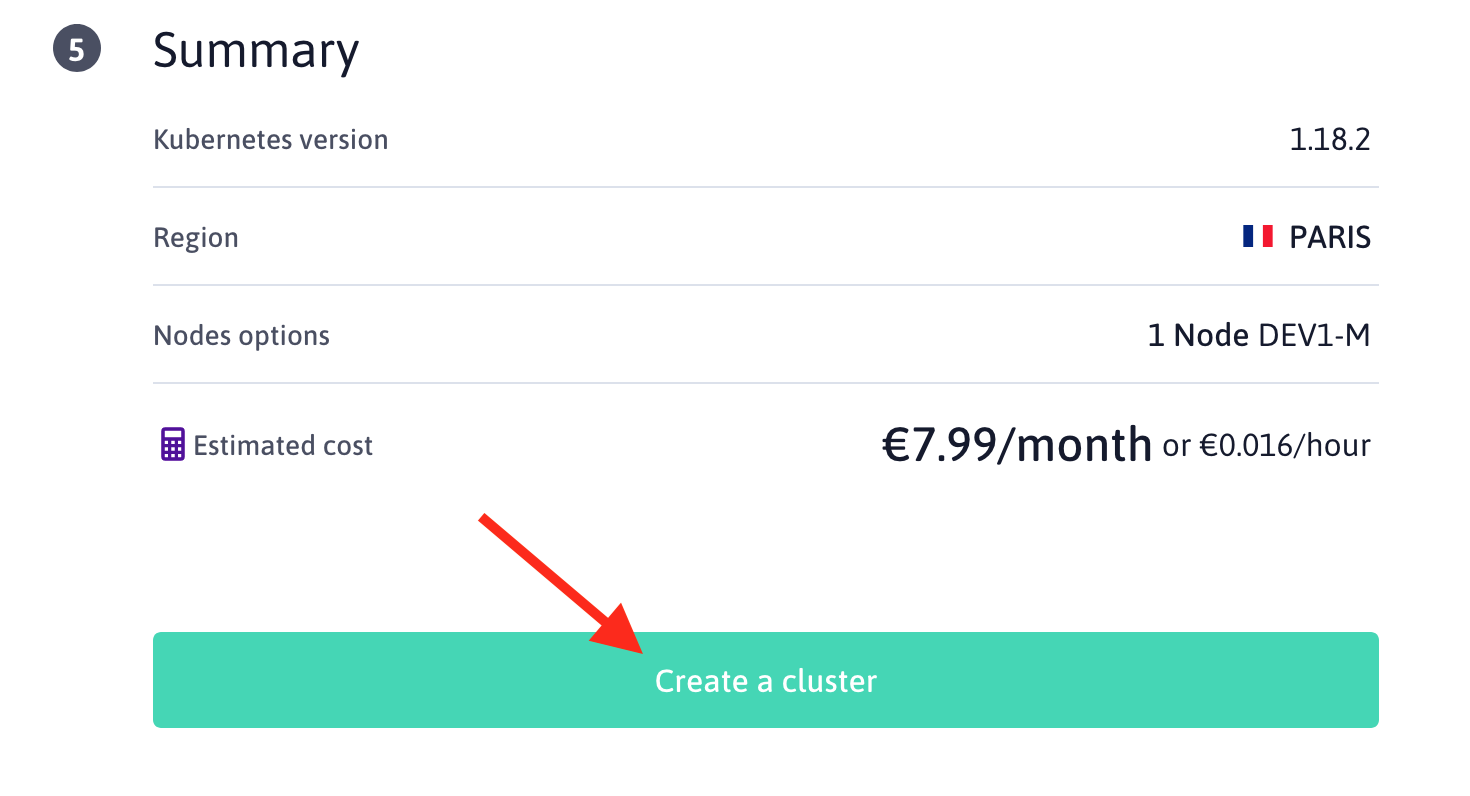 5 Summary
Kubernetes version 1.18.2
Region PARIS
Nodes options 1 Node DEV1-M
Estimated cost €7.99/month or €0.016/hour
Create a cluster